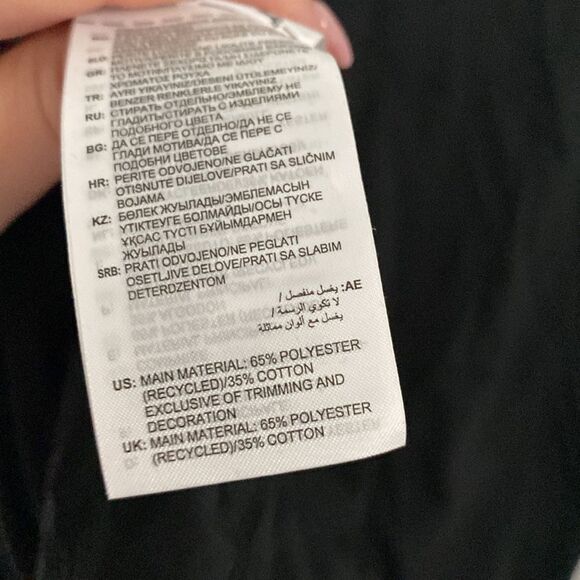 ΧΡΩΜΑΤΟΣ ΡΟΥΧΑ
TR: AYRI YIKAYINIZ/DESENİ ÜTÜLEMEYİNİZ/
BENZER RENKLERLE YIKAYINIZ
RU: СТИРАТЬ ОТДЕЛЬНО/ЭМБЛЕМУ НЕ
ГЛАДИТЬ/СТИРАТЬ С ИЗДЕЛИЯМИ
ПОДОБНОГО ЦВЕТА
BG: ДА СЕ ПЕРЕ ОТДЕЛНО/ДА НЕ СЕ
ГЛАДИ МОТИВА/ДА СЕ ПЕРЕ С
ПОДОБНИ ЦВЕТОВЕ
HR: PERITE ODVOJENO/NE GLAČATI
OTISNUTE DIJELOVE/PRATI SA SLIČNIM
BOJAMA
KZ: БӨЛЕК ЖУЫЛАДЫ/ЭМБЛЕМАСЫН
ҮТІКТЕУГЕ БОЛМАЙДЫ/ОСЫ ТҮСКЕ
ҰҚСАС ТҮСТІ БҰЙЫМДАРМЕН
ЖУЫЛАДЫ
SRB: PRATI ODVOJENO/NE PEGLATI
OSETLJIVE DELOVE/PRATI SA SLABIM
DETERDZENTOM
AE: يغسل منفصل /
لا تكوي الرسمة /
يغسل مع ألوان مماثلة
US: MAIN MATERIAL: 65% POLYESTER
(RECYCLED)/35% COTTON
EXCLUSIVE OF TRIMMING AND
DECORATION
UK: MAIN MATERIAL: 65% POLYESTER
(RECYCLED)/35% COTTON